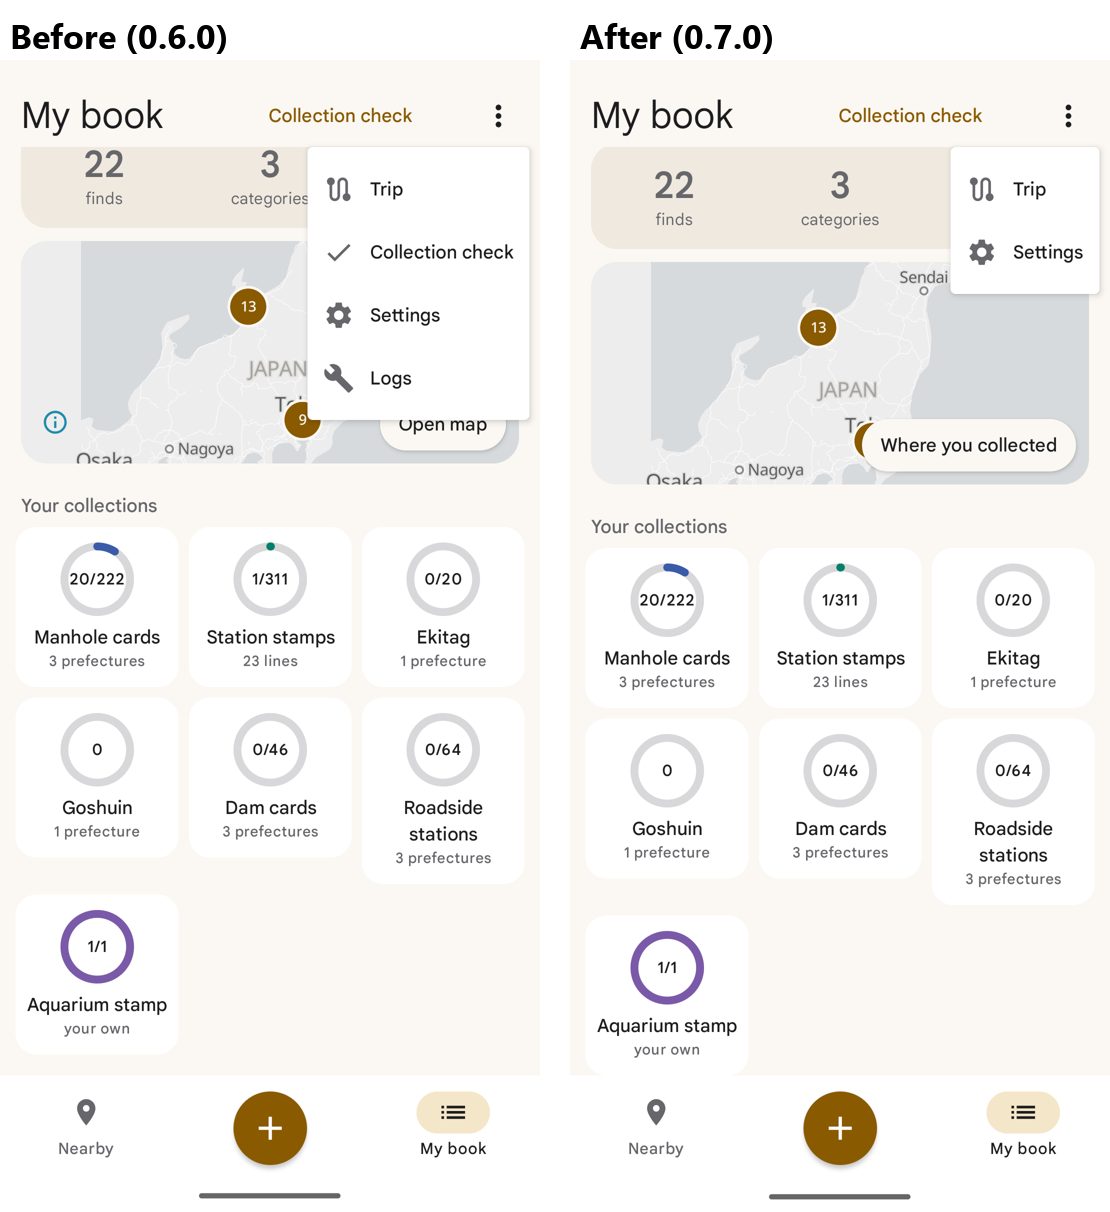 Before (0.6.0)
My book
Collection check
22
finds
3
categories
Trip
Collection check
Settings
Logs
13
JAPAN
9
Nagoya
Osaka
Open map
Your collections
20/222
Manhole cards
3 prefectures
1/311
Station stamps
23 lines
0/20
Ekitag
1 prefecture
0
Goshuin
1 prefecture
0/46
Dam cards
3 prefectures
0/64
Roadside
stations
3 prefectures
1/1
Aquarium stamp
your own
Nearby
My book
After (0.7.0)
My book
Collection check
22
finds
3
categories
Trip
Settings
Sendai
13
JAPAN
Nagoya
Osaka
Where you collected
Your collections
20/222
Manhole cards
3 prefectures
1/311
Station stamps
23 lines
0/20
Ekitag
1 prefecture
0
Goshuin
1 prefecture
0/46
Dam cards
3 prefectures
0/64
Roadside
stations
3 prefectures
1/1
Aquarium stamp
your own
Nearby
My book